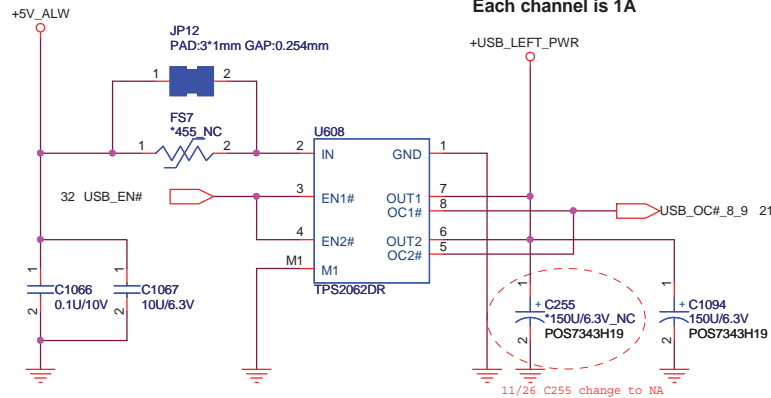 Each channel is 1A
+5V_ALW
JP12
PAD:3*1mm GAP:0.254mm
+USB_LEFT_PWR
1
2
FS7
*455_NC
1
2
U608
2
IN
GND
1
32 USB_EN#
3
EN1#
OUT1
7
OC1#
8
USB_OC#_8_9 21
4
EN2#
OUT2
6
OC2#
5
M1
M1
TPS2062DR
1
C1066
0.1U/10V
2
1
C1067
10U/6.3V
2
1
+ C255
*150U/6.3V_NC
POS7343H19
2
1
+ C1094
150U/6.3V
POS7343H19
2
11/26 C255 change to NA